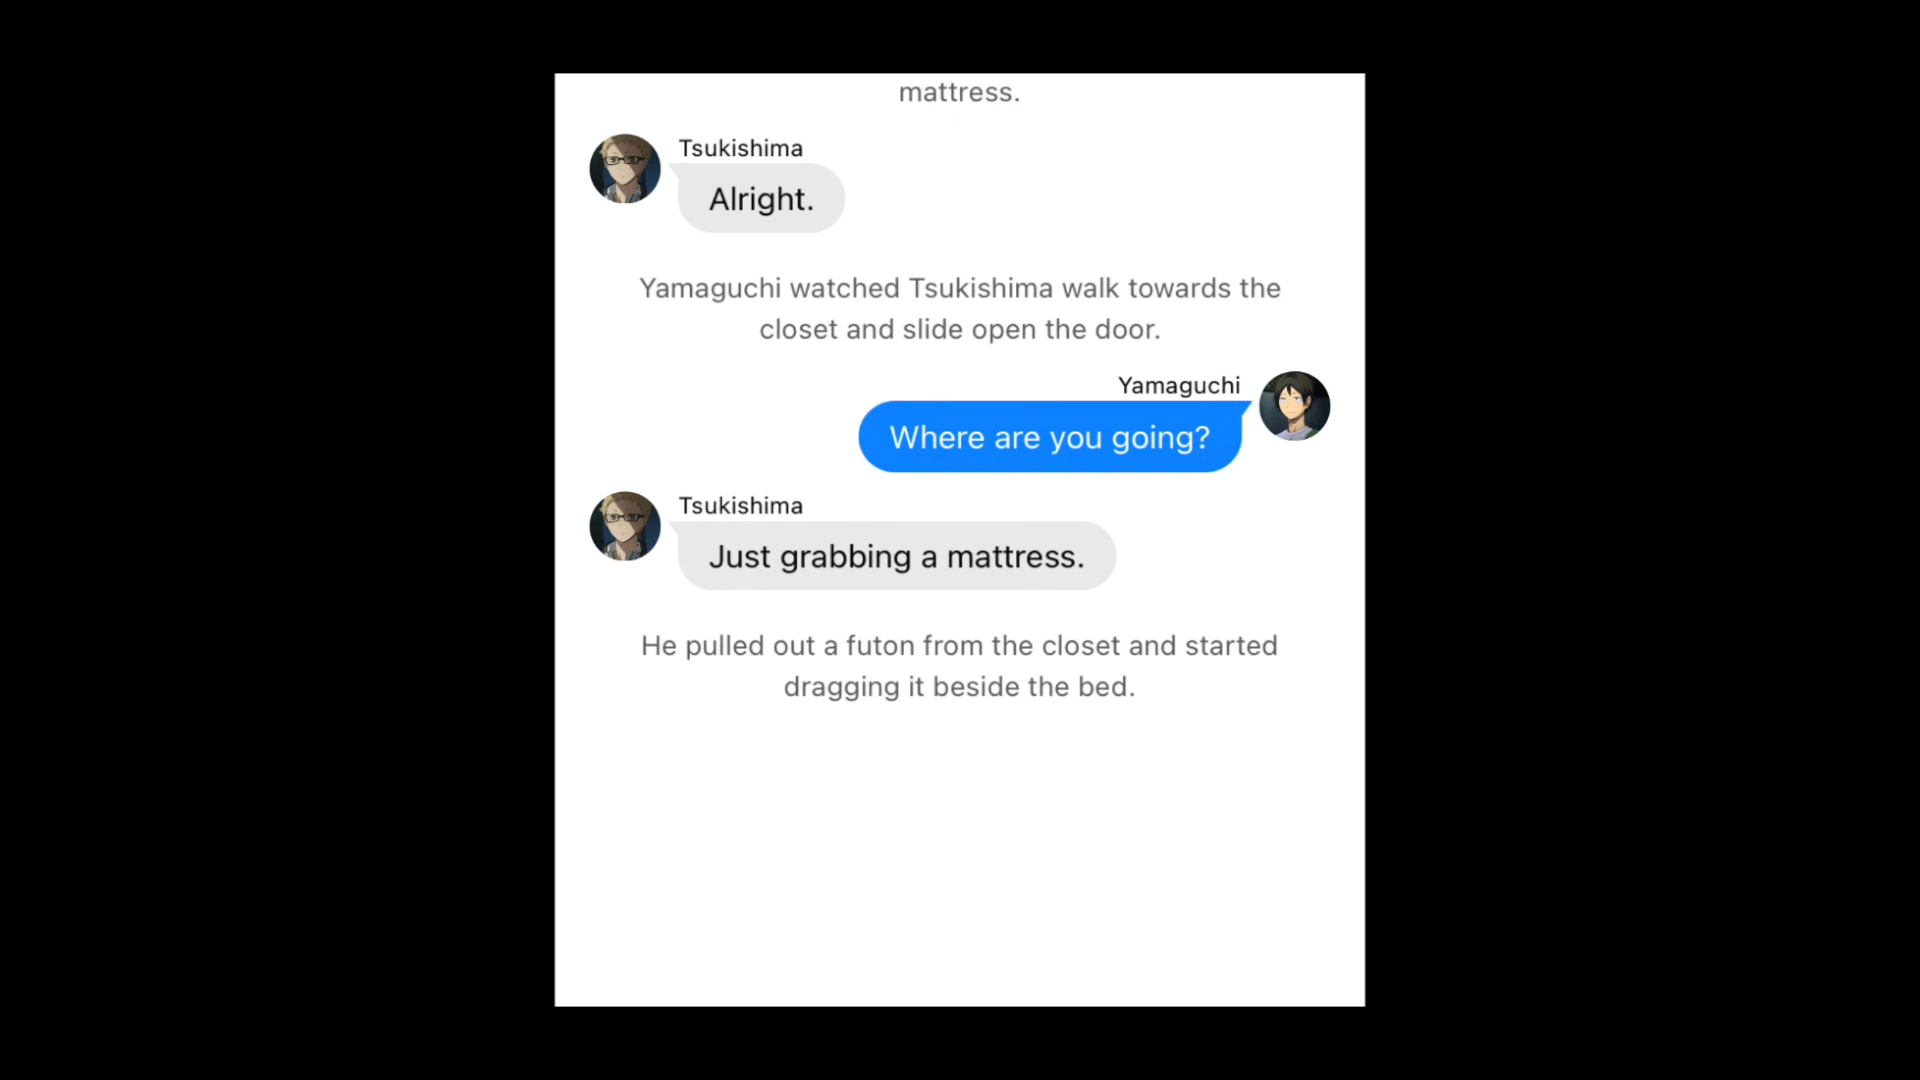 mattress.
Tsukishima
Alright.
Yamaguchi watched Tsukishima walk towards the
closet and slide open the door.
Yamaguchi
Where are you going?
Tsukishima
Just grabbing a mattress.
He pulled out a futon from the closet and started
dragging it beside the bed.